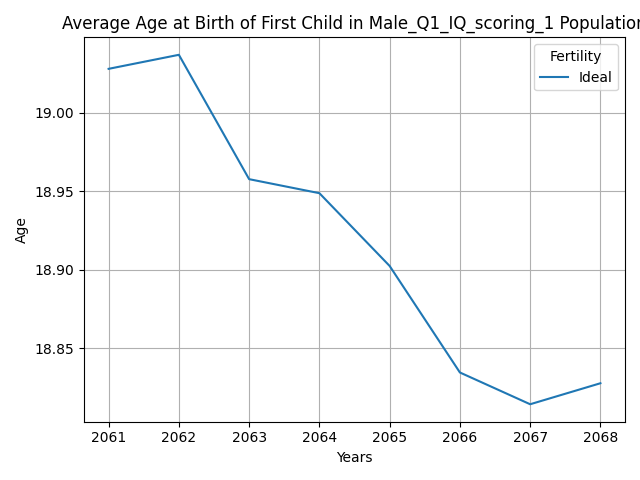 Average Age at Birth of First Child in Male_Q1_IQ_scoring_1 Population
Fertility
Ideal
19.00
18.95
18.90
18.85
Age
2061 2062 2063 2064 2065 2066 2067 2068
Years